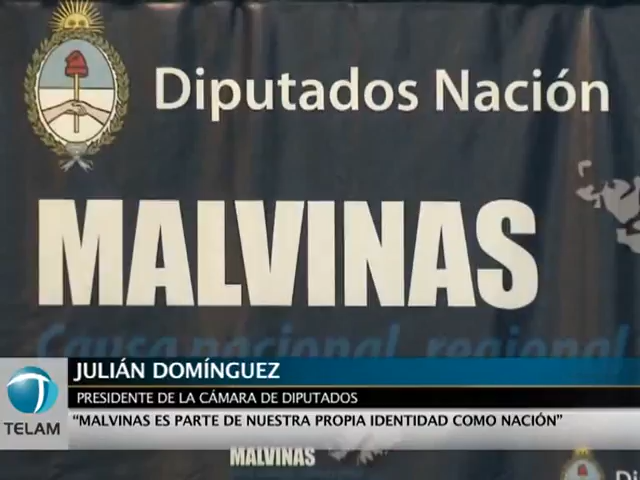 Diputados Nación
MALVINAS
Causa nacional, regional
JULIÁN DOMÍNGUEZ
PRESIDENTE DE LA CÁMARA DE DIPUTADOS
"MALVINAS ES PARTE DE NUESTRA PROPIA IDENTIDAD COMO NACIÓN"
TELAM
MALVINAS